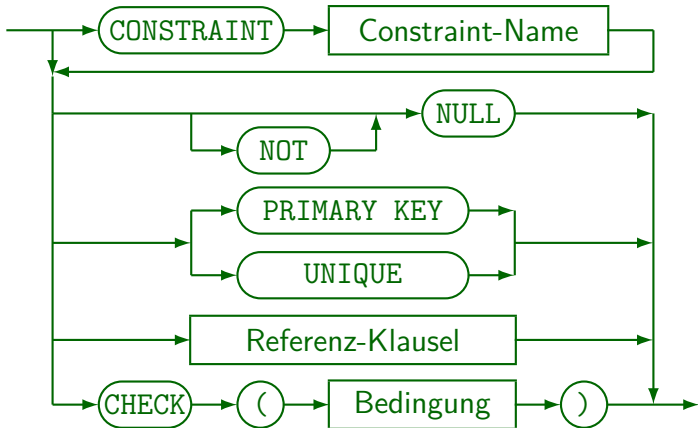 CONSTRAINT Constraint-Name
NULL
NOT
PRIMARY KEY
UNIQUE
Referenz-Klausel
CHECK ( Bedingung )